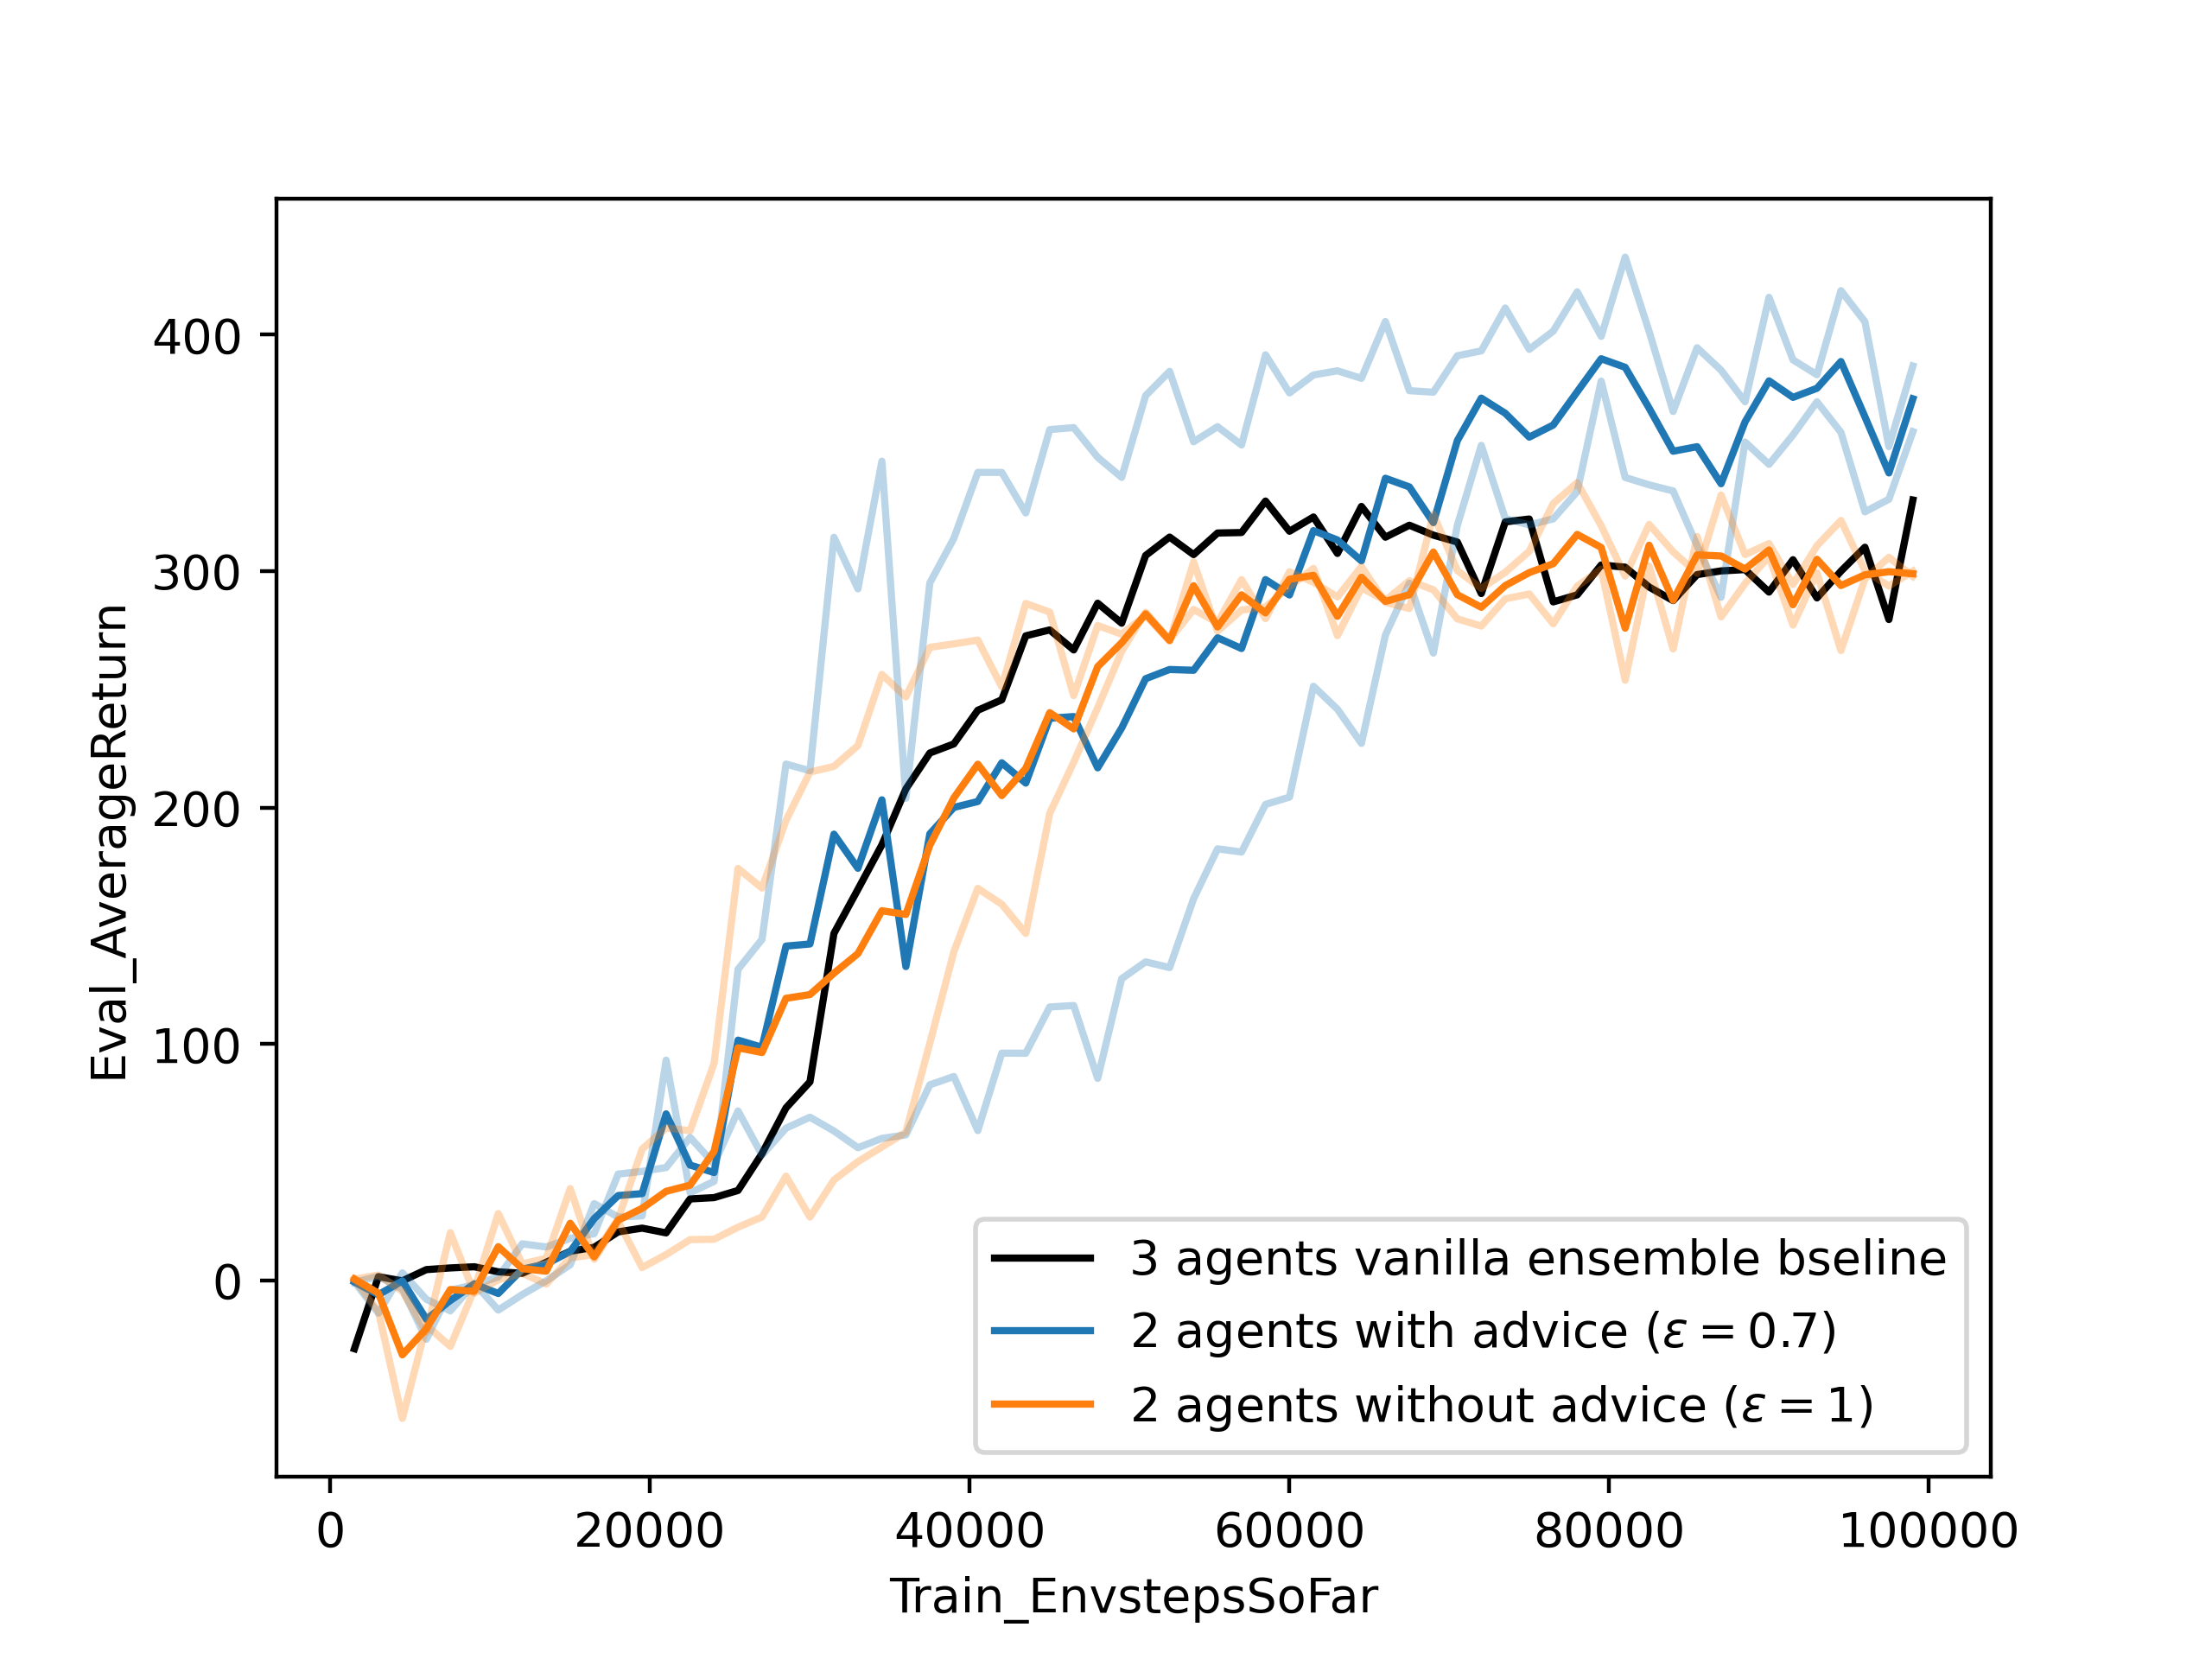 400
300
200
100
0
Eval_AverageReturn
3 agents vanilla ensemble bseline
2 agents with advice (ε = 0.7)
2 agents without advice (ε = 1)
0 20000 40000 60000 80000 100000
Train_EnvstepsSoFar